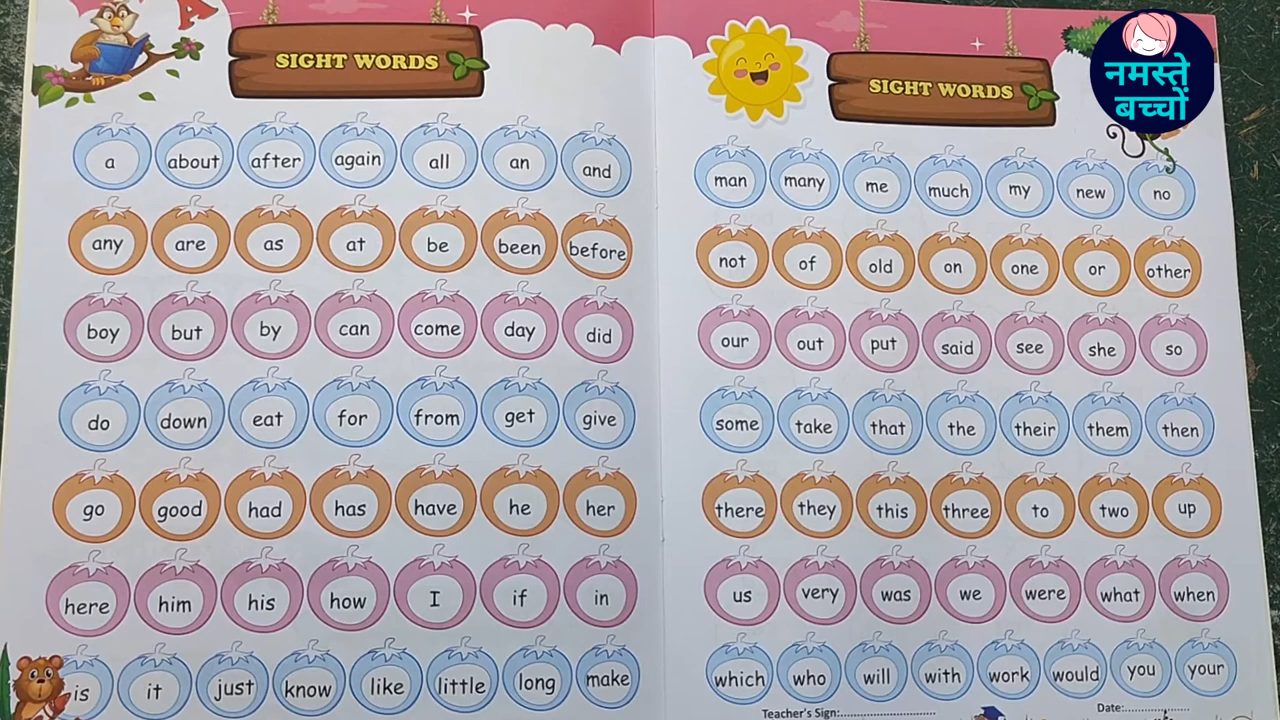 A
SIGHT WORDS
a about after again all an and
any are as at be been before
boy but by can come day did
do down eat for from get give
go good had has have he her
here him his how I if in
is it just know like little long make
SIGHT WORDS
नमस्ते
बच्चों
man many me much my new no
not of old on one or other
our out put said see she so
some take that the their them then
there they this three to two up
us very was we were what when
which who will with work would you your
Teacher's Sign:........................... Date:....................